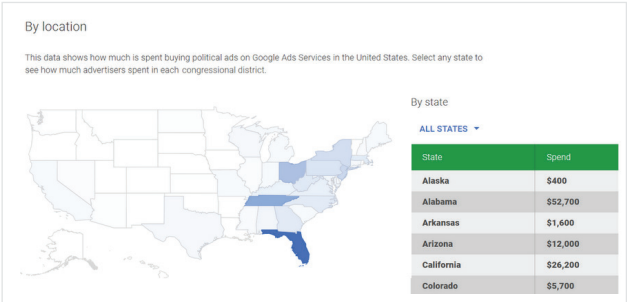 By location
This data shows how much is spent buying political ads on Google Ads Services in the United States. Select any state to
see how much advertisers spent in each congressional district.
By state
ALL STATES
State Spend
Alaska $400
Alabama $52,700
Arkansas $1,600
Arizona $12,000
California $26,200
Colorado $5,700